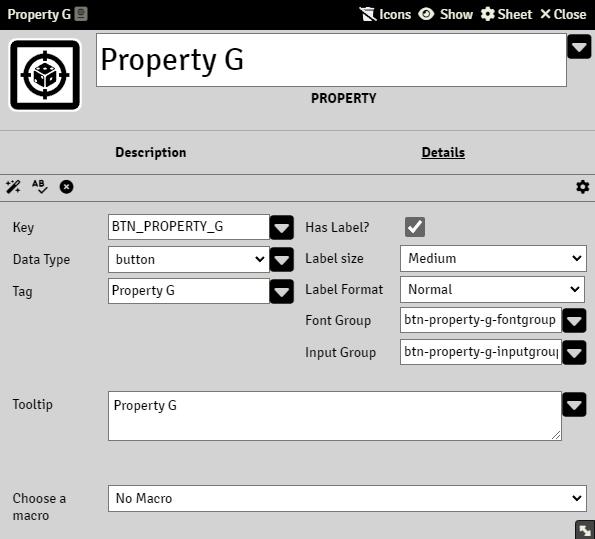 Property G Icons Show Sheet Close
Property G
PROPERTY
Description Details
AB
Key BTN_PROPERTY_G Has Label?
Data Type button Label size Medium
Tag Property G Label Format Normal
Font Group btn-property-g-fontgroup
Input Group btn-property-g-inputgroup
Tooltip Property G
Choose a No Macro
macro